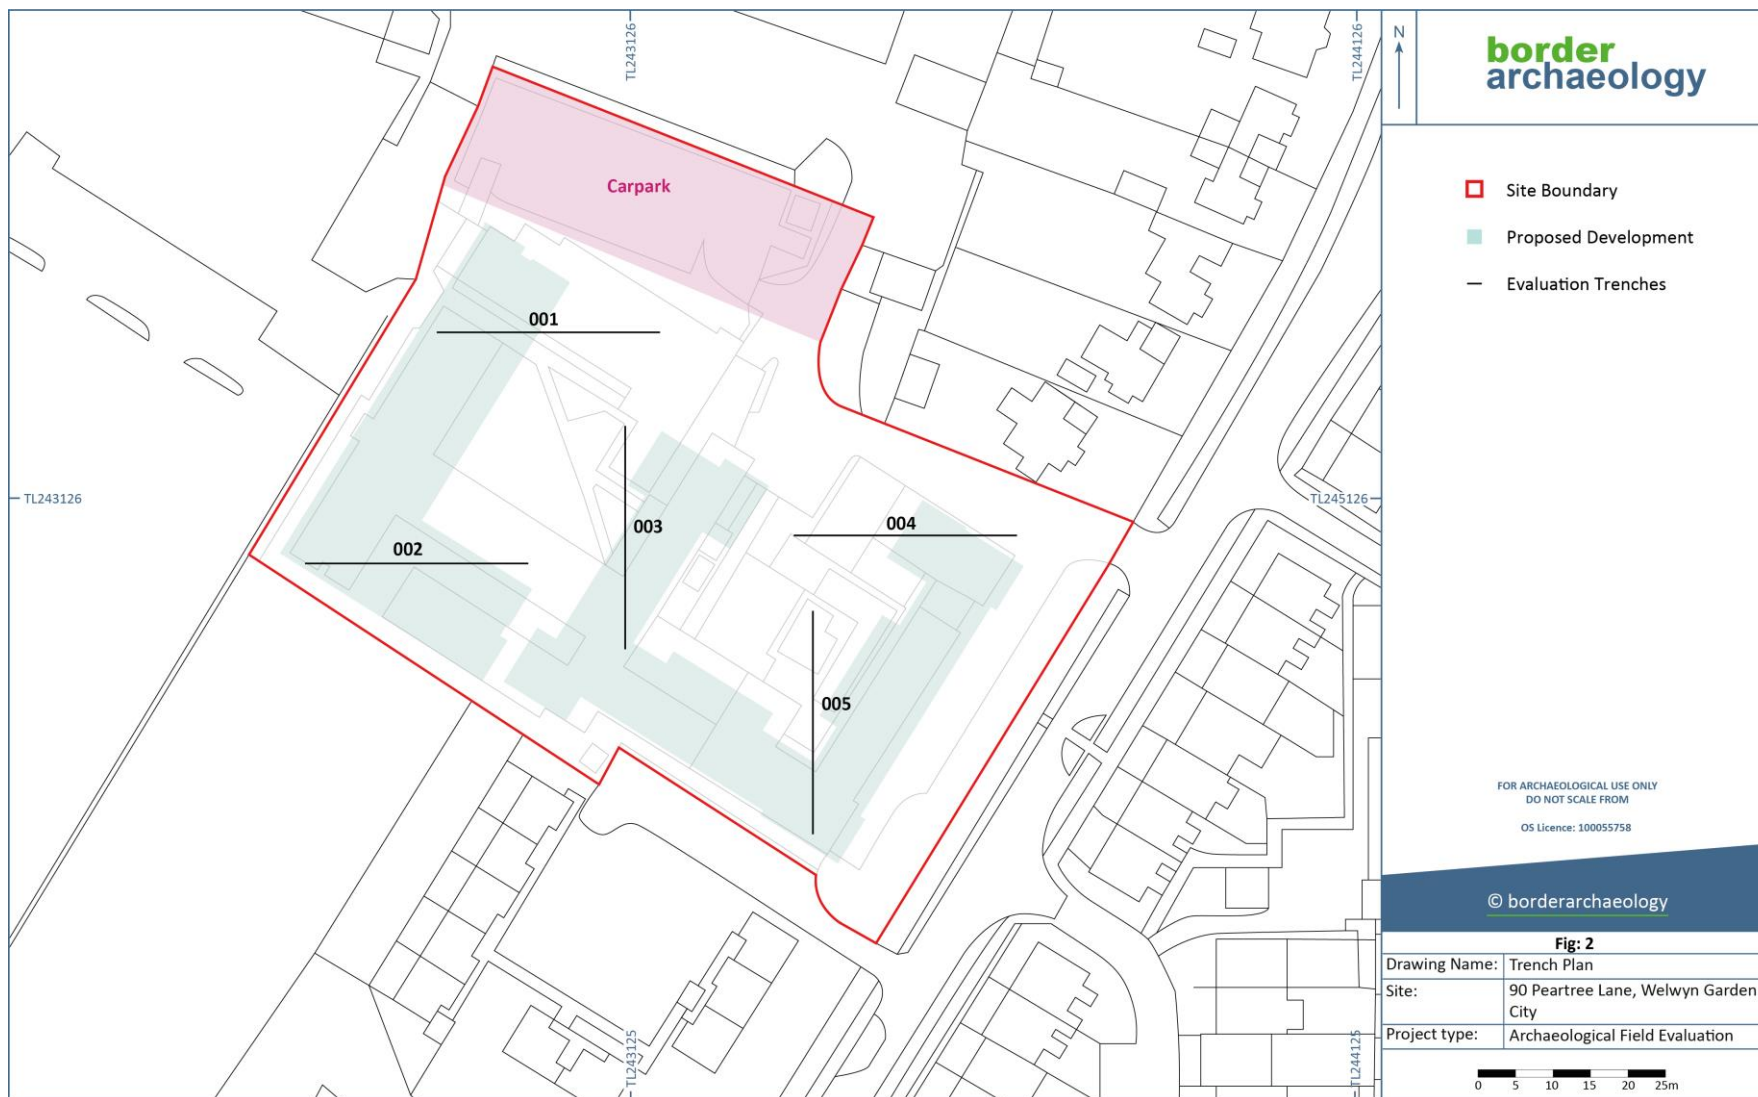 TL243126
TL244126
N
border
archaeology
Site Boundary
Proposed Development
Evaluation Trenches
Carpark
001
TL243126
TL245126
002
003
004
005
FOR ARCHAEOLOGICAL USE ONLY
DO NOT SCALE FROM
OS Licence: 100055758
© borderarchaeology
Fig: 2
Drawing Name: Trench Plan
Site: 90 Peartree Lane, Welwyn Garden
City
Project type: Archaeological Field Evaluation
0 5 10 15 20 25m
TL243125
TL244125